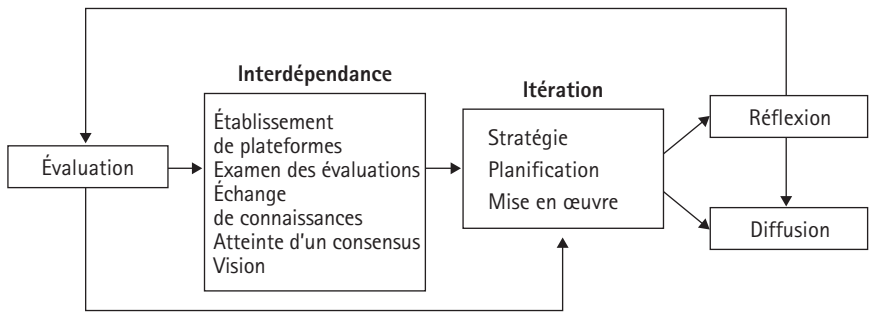 Évaluation
Interdépendance
Établissement
de plateformes
Examen des évaluations
Échange
de connaissances
Atteinte d'un consensus
Vision
Itération
Stratégie
Planification
Mise en œuvre
Réflexion
Diffusion